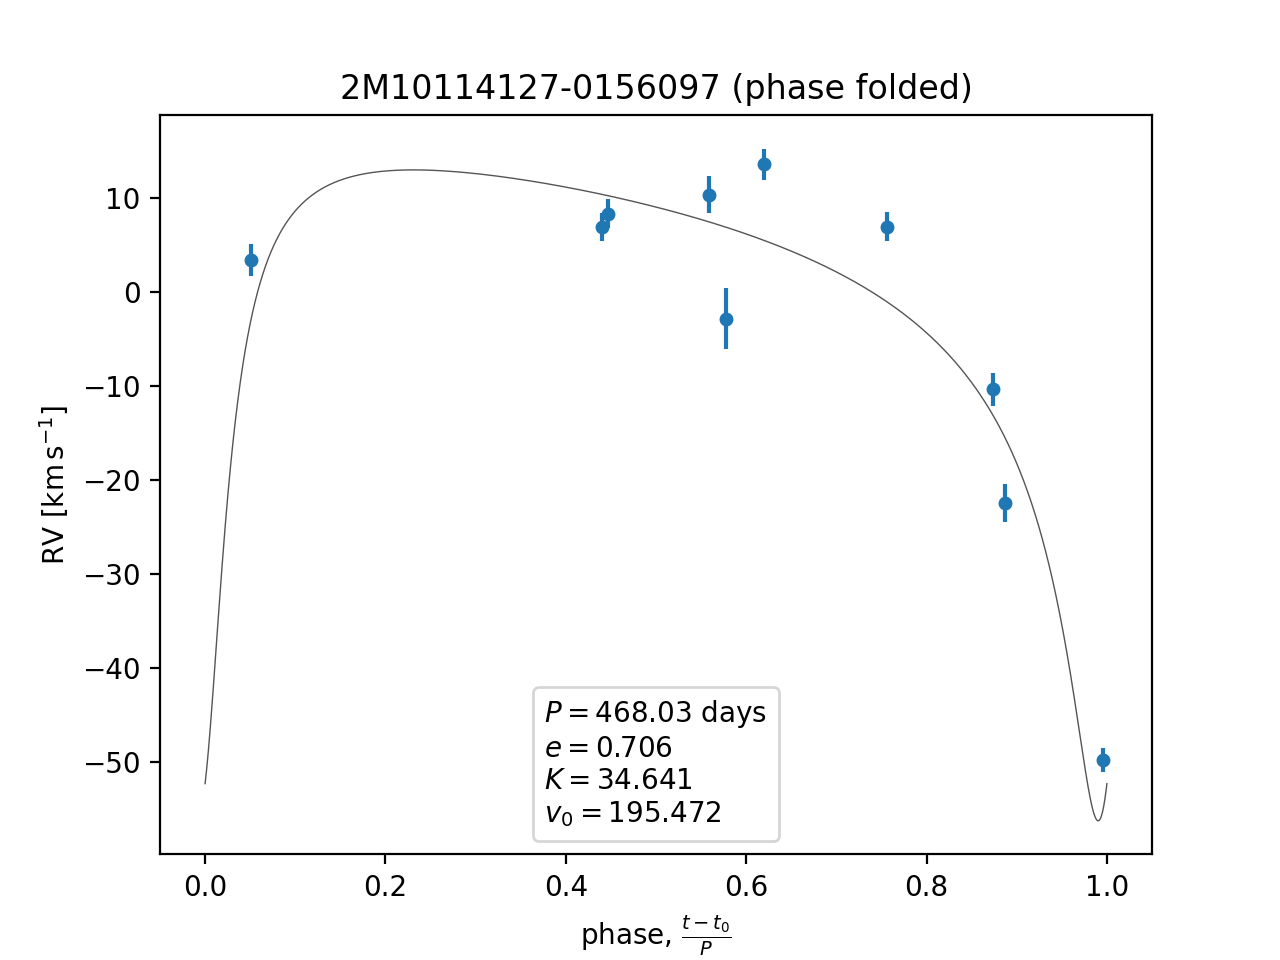 2M10114127-0156097 (phase folded)
10
0
−10
−20
−30
−40
−50
RV [km s⁻¹]
P = 468.03 days
e = 0.706
K = 34.641
v₀ = 195.472
0.0 0.2 0.4 0.6 0.8 1.0
phase, (t − t₀)/P